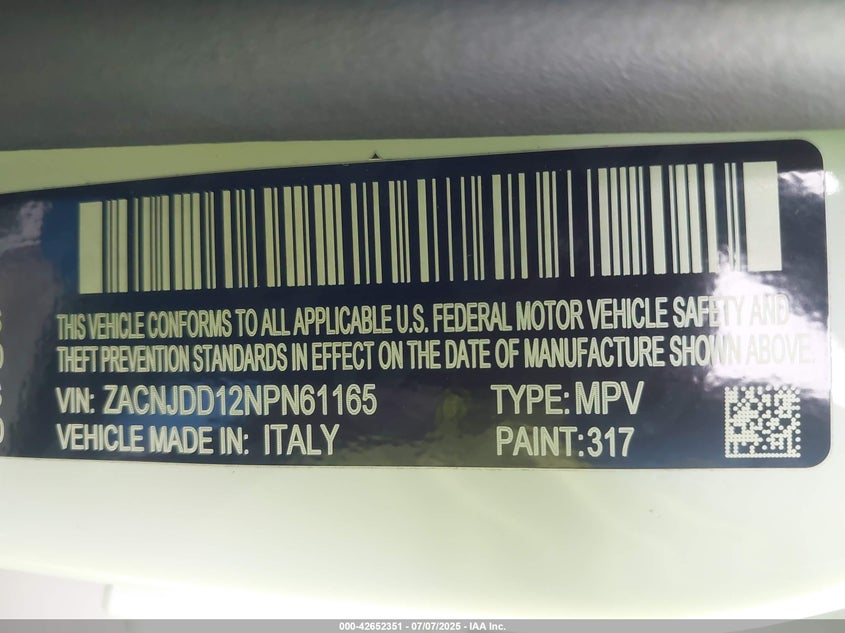 THIS VEHICLE CONFORMS TO ALL APPLICABLE U.S. FEDERAL MOTOR VEHICLE SAFETY AND
THEFT PREVENTION STANDARDS IN EFFECT ON THE DATE OF MANUFACTURE SHOWN ABOVE.
VIN: ZACNJDD12NPN61165 TYPE: MPV
VEHICLE MADE IN: ITALY PAINT: 317
000-42652351 - 07/07/2025 - IAA Inc.